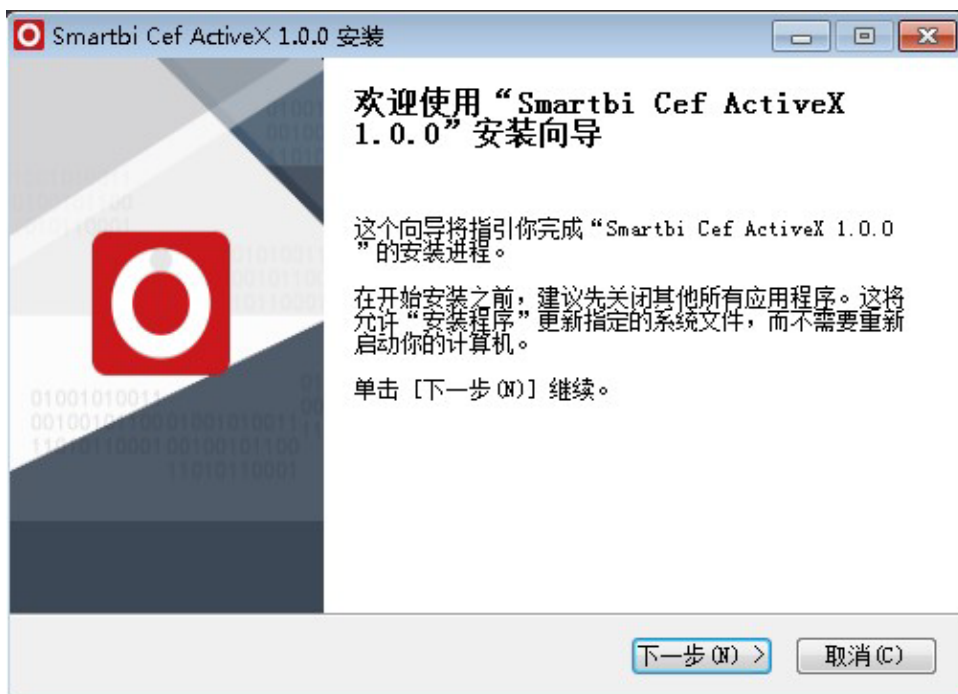 Smartbi Cef ActiveX 1.0.0 安装
欢迎使用“Smartbi Cef ActiveX
1.0.0”安装向导
这个向导将指引你完成“Smartbi Cef ActiveX 1.0.0
”的安装进程。
在开始安装之前，建议先关闭其他所有应用程序。这将
允许“安装程序”更新指定的系统文件，而不需要重新
启动你的计算机。
单击 [下一步(N)] 继续。
01001010011
001001011000100101001
下一步(N) >
取消(C)